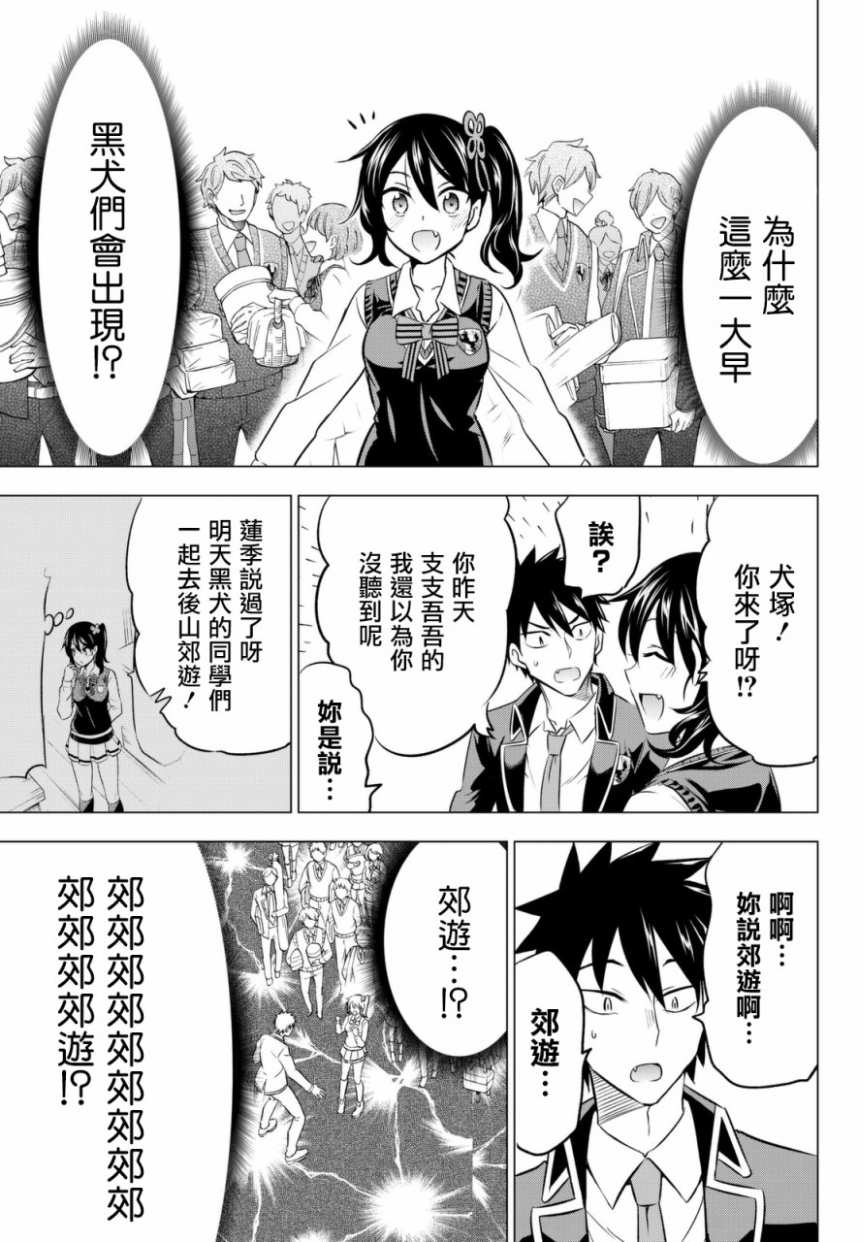 為什麼
這麼一大早
黑犬們會出現!?
犬塚！
你來了呀!?
誒？
你昨天
支支吾吾的
我還以為你
沒聽到呢
妳是說…
蓮季說過了呀
明天黑犬的同學們
一起去後山郊遊！
啊啊…
妳說郊遊啊…
郊遊…
郊遊…!?
郊郊郊郊郊郊郊郊
郊郊郊郊遊!?